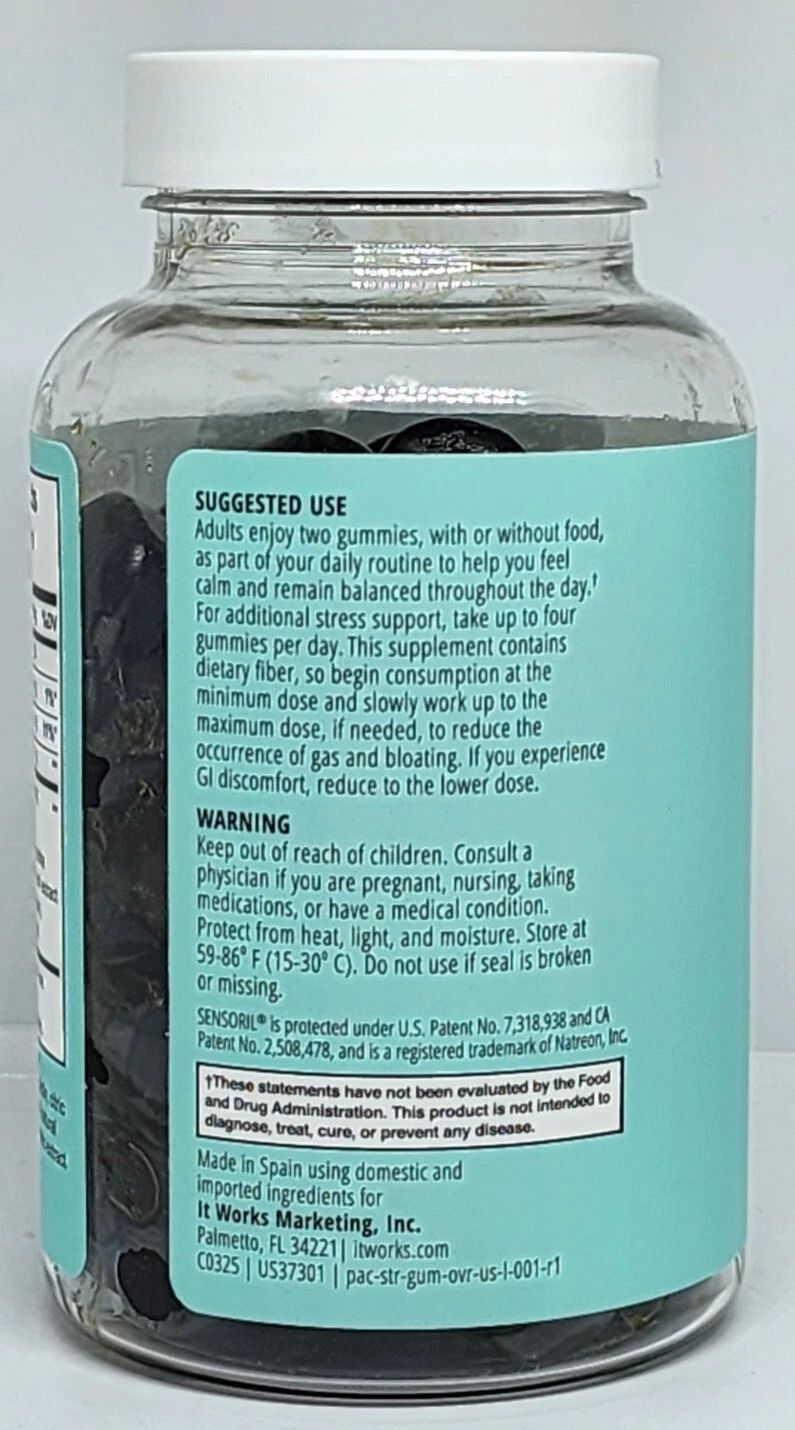 SUGGESTED USE
Adults enjoy two gummies, with or without food,
as part of your daily routine to help you feel
calm and remain balanced throughout the day.†
For additional stress support, take up to four
gummies per day. This supplement contains
dietary fiber, so begin consumption at the
minimum dose and slowly work up to the
maximum dose, if needed, to reduce the
occurrence of gas and bloating. If you experience
GI discomfort, reduce to the lower dose.
WARNING
Keep out of reach of children. Consult a
physician if you are pregnant, nursing, taking
medications, or have a medical condition.
Protect from heat, light, and moisture. Store at
59-86° F (15-30° C). Do not use if seal is broken
or missing.
SENSORIL® is protected under U.S. Patent No. 7,318,938 and CA
Patent No. 2,508,478, and is a registered trademark of Natreon, Inc.
†These statements have not been evaluated by the Food
and Drug Administration. This product is not intended to
diagnose, treat, cure, or prevent any disease.
Made in Spain using domestic and
imported ingredients for
It Works Marketing, Inc.
Palmetto, FL 34221| itworks.com
C0325 | US37301 | pac-str-gum-ovr-us-l-001-r1
%DV
1%*
extract
citric
extract